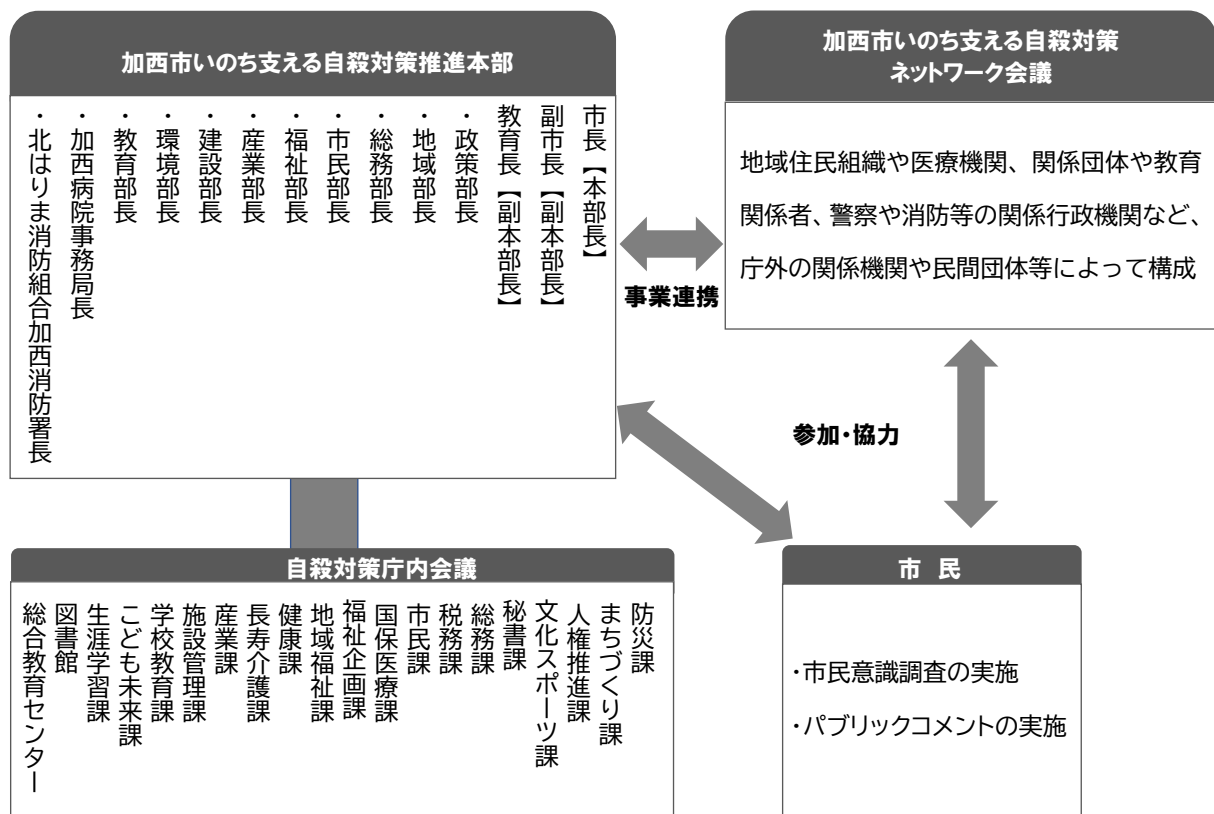 加西市いのち支える自殺対策推進本部
市長【本部長】
副市長【副本部長】
教育長【副本部長】
・政策部長
・地域部長
・総務部長
・市民部長
・福祉部長
・産業部長
・建設部長
・環境部長
・教育部長
・加西病院事務局長
・北はりま消防組合加西消防署長
事業連携
加西市いのち支える自殺対策
ネットワーク会議
地域住民組織や医療機関、関係団体や教育
関係者、警察や消防等の関係行政機関など、
庁外の関係機関や民間団体等によって構成
参加・協力
自殺対策庁内会議
防災課
まちづくり課
人権推進課
文化スポーツ課
秘書課
総務課
税務課
市民課
国保医療課
福祉企画課
地域福祉課
健康課
長寿介護課
産業課
施設管理課
学校教育課
こども未来課
生涯学習課
図書館
総合教育センター
市 民
・市民意識調査の実施
・パブリックコメントの実施